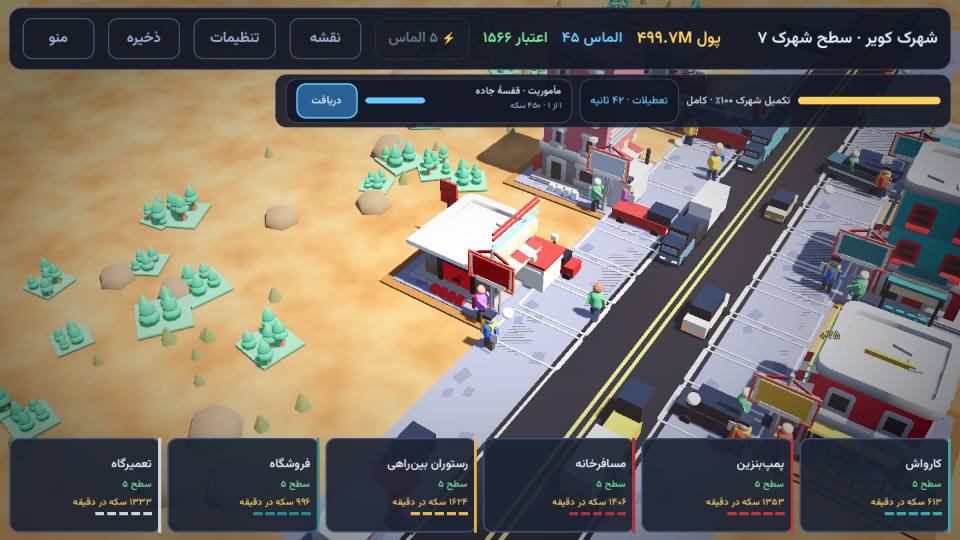 شهرک کویر · سطح شهرک ۷
پول ۴۹۹.۷M
الماس ۴۵
اعتبار ۱۵۶۶
⚡ ۵ الماس
نقشه
تنظیمات
ذخیره
منو
تکمیل شهرک ۱۰۰٪ · کامل
تعطیلات · ۴۲ ثانیه
مأموریت · قفسهٔ جاده
۱ از ۱ · ۴۵۰ سکه
دریافت
کارواش
سطح ۵
۶۱۳ سکه در دقیقه
پمپ‌بنزین
سطح ۵
۱۳۵۳ سکه در دقیقه
مسافرخانه
سطح ۵
۱۴۰۶ سکه در دقیقه
رستوران بین‌راهی
سطح ۵
۱۶۲۴ سکه در دقیقه
فروشگاه
سطح ۵
۹۹۶ سکه در دقیقه
تعمیرگاه
سطح ۵
۱۳۳۳ سکه در دقیقه